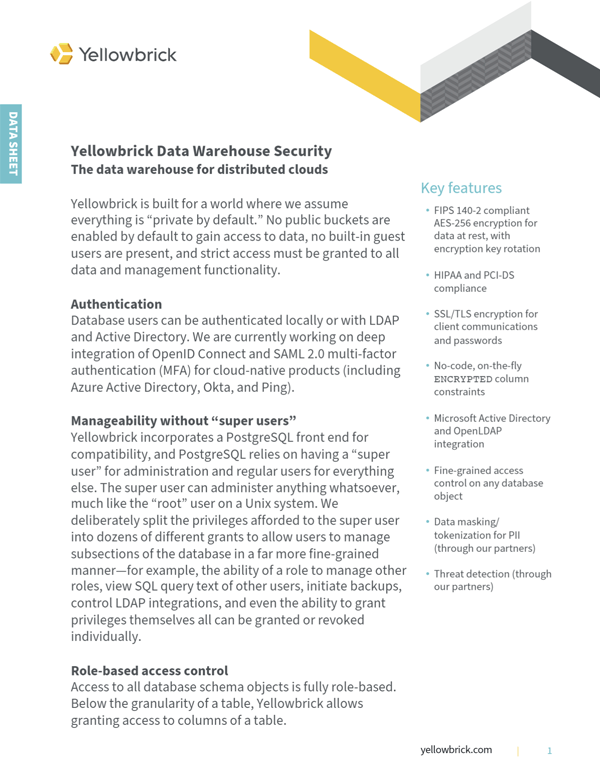 Yellowbrick
DATA SHEET
Yellowbrick Data Warehouse Security
The data warehouse for distributed clouds
Yellowbrick is built for a world where we assume
everything is “private by default.” No public buckets are
enabled by default to gain access to data, no built-in guest
users are present, and strict access must be granted to all
data and management functionality.
Authentication
Database users can be authenticated locally or with LDAP
and Active Directory. We are currently working on deep
integration of OpenID Connect and SAML 2.0 multi-factor
authentication (MFA) for cloud-native products (including
Azure Active Directory, Okta, and Ping).
Manageability without “super users”
Yellowbrick incorporates a PostgreSQL front end for
compatibility, and PostgreSQL relies on having a “super
user” for administration and regular users for everything
else. The super user can administer anything whatsoever,
much like the “root” user on a Unix system. We
deliberately split the privileges afforded to the super user
into dozens of different grants to allow users to manage
subsections of the database in a far more fine-grained
manner—for example, the ability of a role to manage other
roles, view SQL query text of other users, initiate backups,
control LDAP integrations, and even the ability to grant
privileges themselves all can be granted or revoked
individually.
Role-based access control
Access to all database schema objects is fully role-based.
Below the granularity of a table, Yellowbrick allows
granting access to columns of a table.
Key features
• FIPS 140-2 compliant
AES-256 encryption for
data at rest, with
encryption key rotation
• HIPAA and PCI-DS
compliance
• SSL/TLS encryption for
client communications
and passwords
• No-code, on-the-fly
ENCRYPTED column
constraints
• Microsoft Active Directory
and OpenLDAP
integration
• Fine-grained access
control on any database
object
• Data masking/
tokenization for PII
(through our partners)
• Threat detection (through
our partners)
yellowbrick.com | 1